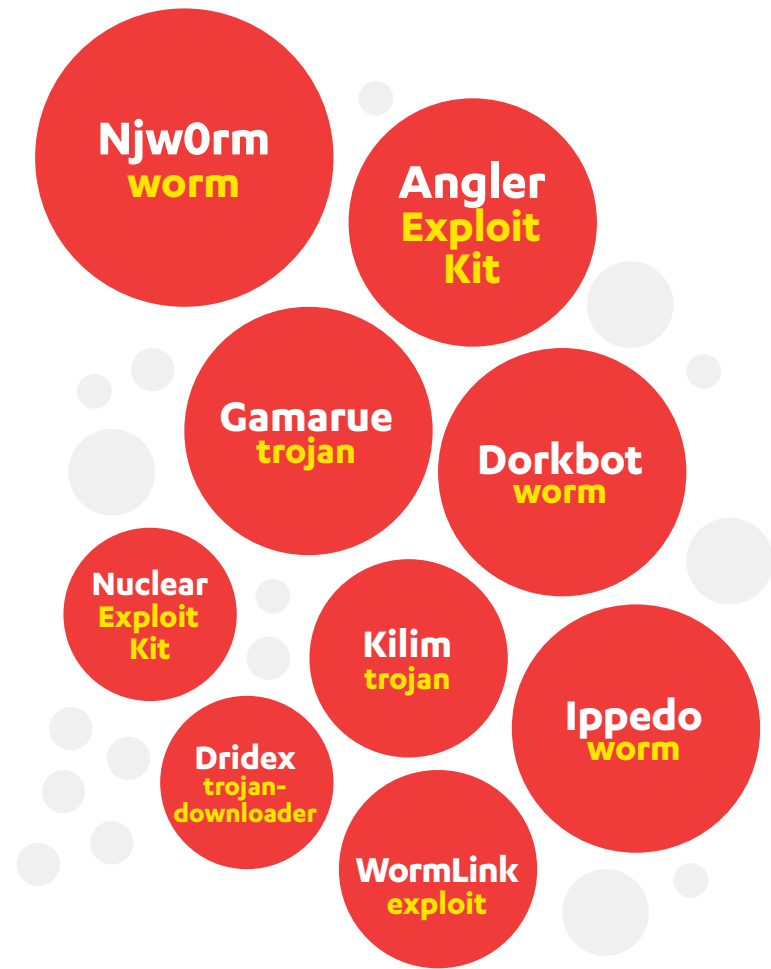 Njw0rm
worm
Angler
Exploit
Kit
Gamarue
trojan
Dorkbot
worm
Nuclear
Exploit
Kit
Kilim
trojan
Ippedo
worm
Dridex
trojan-
downloader
WormLink
exploit